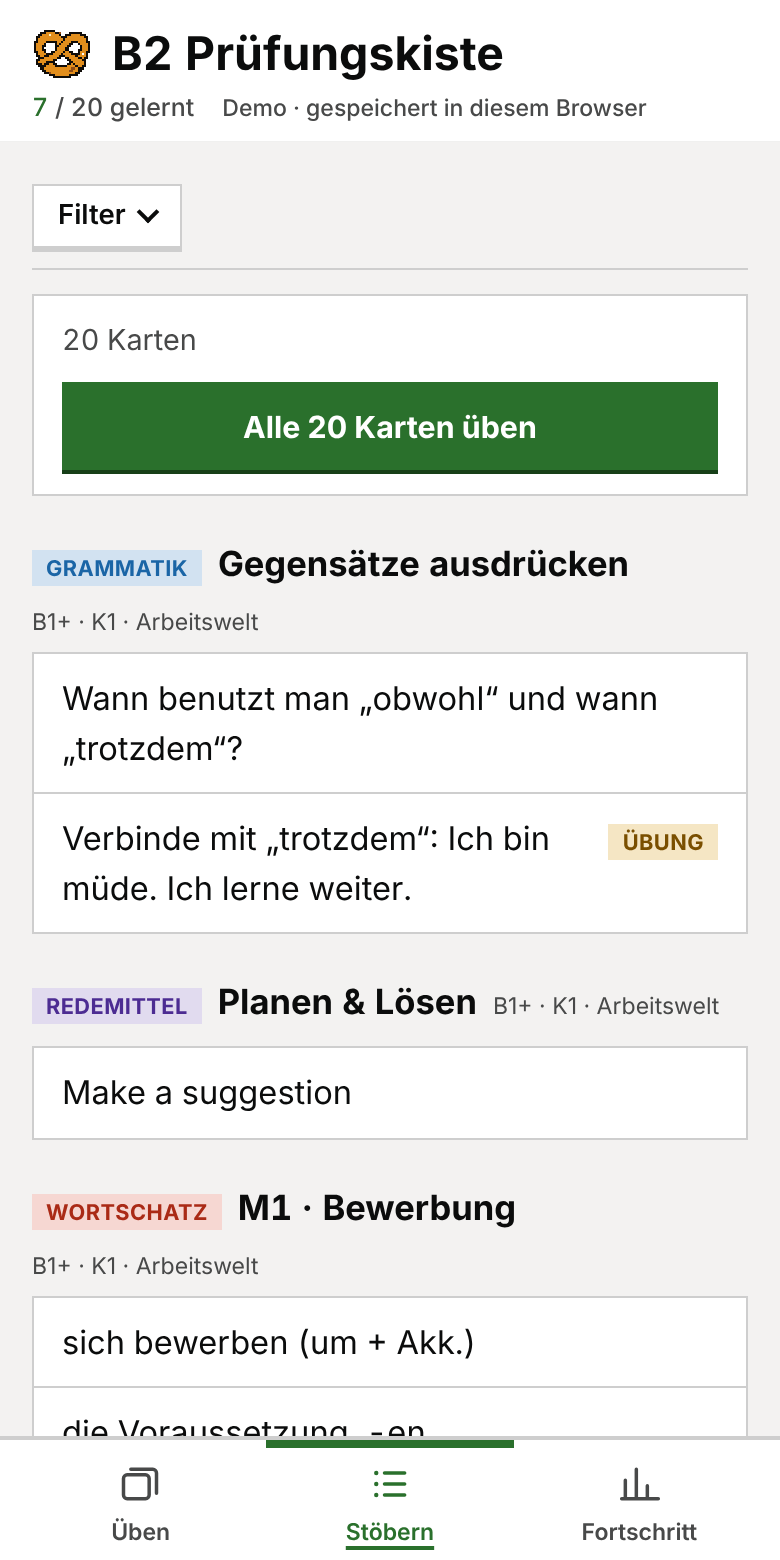 B2 Prüfungskiste
7 / 20 gelernt Demo · gespeichert in diesem Browser
Filter
20 Karten
Alle 20 Karten üben
GRAMMATIK Gegensätze ausdrücken
B1+ · K1 · Arbeitswelt
Wann benutzt man „obwohl“ und wann
„trotzdem“?
Verbinde mit „trotzdem“: Ich bin ÜBUNG
müde. Ich lerne weiter.
REDEMITTEL Planen & Lösen B1+ · K1 · Arbeitswelt
Make a suggestion
WORTSCHATZ M1 · Bewerbung
B1+ · K1 · Arbeitswelt
sich bewerben (um + Akk.)
die Voraussetzung, -en
Üben Stöbern Fortschritt